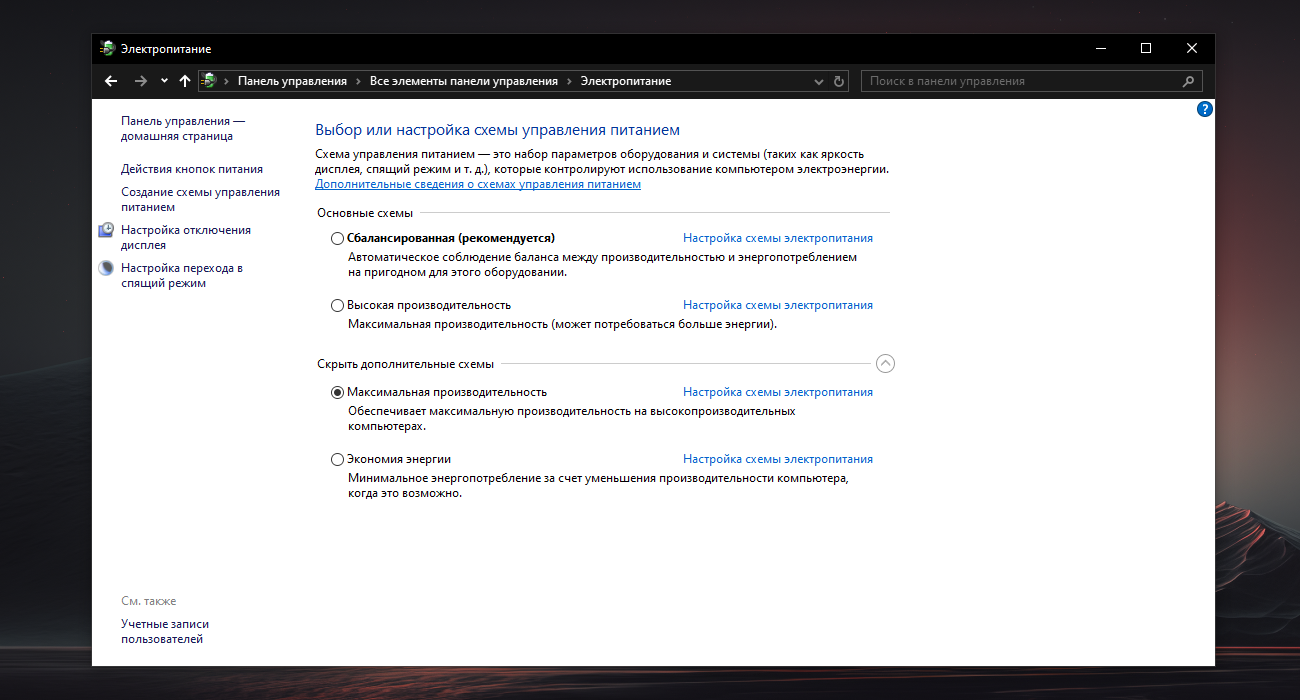 Электропитание
Панель управления
Все элементы панели управления
Электропитание
Поиск в панели управления
?
Панель управления —
домашняя страница
Действия кнопок питания
Создание схемы управления
питанием
Настройка отключения
дисплея
Настройка перехода в
спящий режим
Выбор или настройка схемы управления питанием
Схема управления питанием — это набор параметров оборудования и системы (таких как яркость
дисплея, спящий режим и т. д.), которые контролируют использование компьютером электроэнергии.
Дополнительные сведения о схемах управления питанием
Основные схемы
Сбалансированная (рекомендуется)
Настройка схемы электропитания
Автоматическое соблюдение баланса между производительностью и энергопотреблением
на пригодном для этого оборудовании.
Высокая производительность
Настройка схемы электропитания
Максимальная производительность (может потребоваться больше энергии).
Скрыть дополнительные схемы
Максимальная производительность
Настройка схемы электропитания
Обеспечивает максимальную производительность на высокопроизводительных
компьютерах.
Экономия энергии
Настройка схемы электропитания
Минимальное энергопотребление за счет уменьшения производительности компьютера,
когда это возможно.
См. также
Учетные записи
пользователей